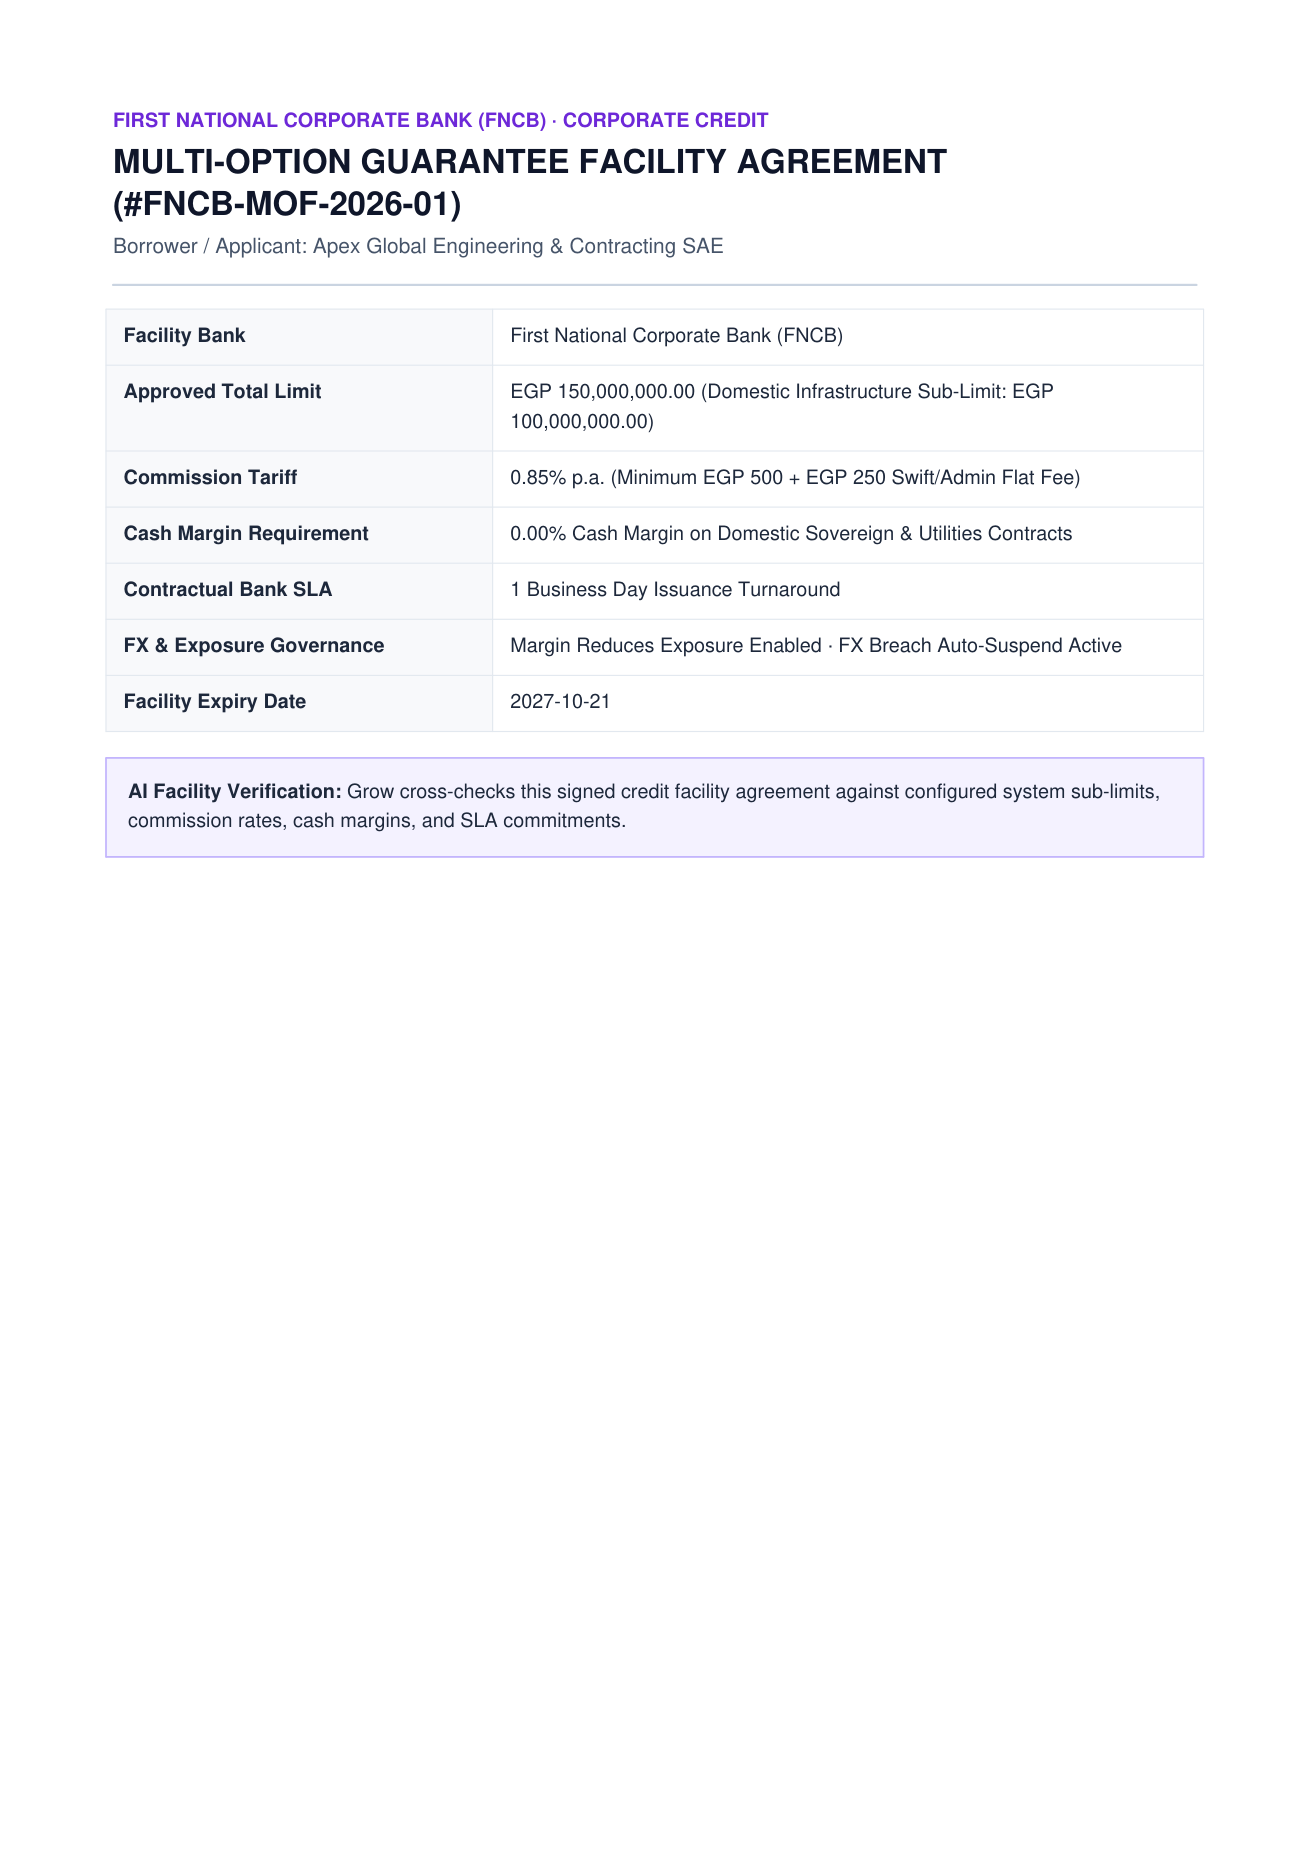 FIRST NATIONAL CORPORATE BANK (FNCB) · CORPORATE CREDIT
MULTI-OPTION GUARANTEE FACILITY AGREEMENT
(#FNCB-MOF-2026-01)
Borrower / Applicant: Apex Global Engineering & Contracting SAE
Facility Bank
First National Corporate Bank (FNCB)
Approved Total Limit
EGP 150,000,000.00 (Domestic Infrastructure Sub-Limit: EGP
100,000,000.00)
Commission Tariff
0.85% p.a. (Minimum EGP 500 + EGP 250 Swift/Admin Flat Fee)
Cash Margin Requirement
0.00% Cash Margin on Domestic Sovereign & Utilities Contracts
Contractual Bank SLA
1 Business Day Issuance Turnaround
FX & Exposure Governance
Margin Reduces Exposure Enabled · FX Breach Auto-Suspend Active
Facility Expiry Date
2027-10-21
AI Facility Verification: Grow cross-checks this signed credit facility agreement against configured system sub-limits,
commission rates, cash margins, and SLA commitments.